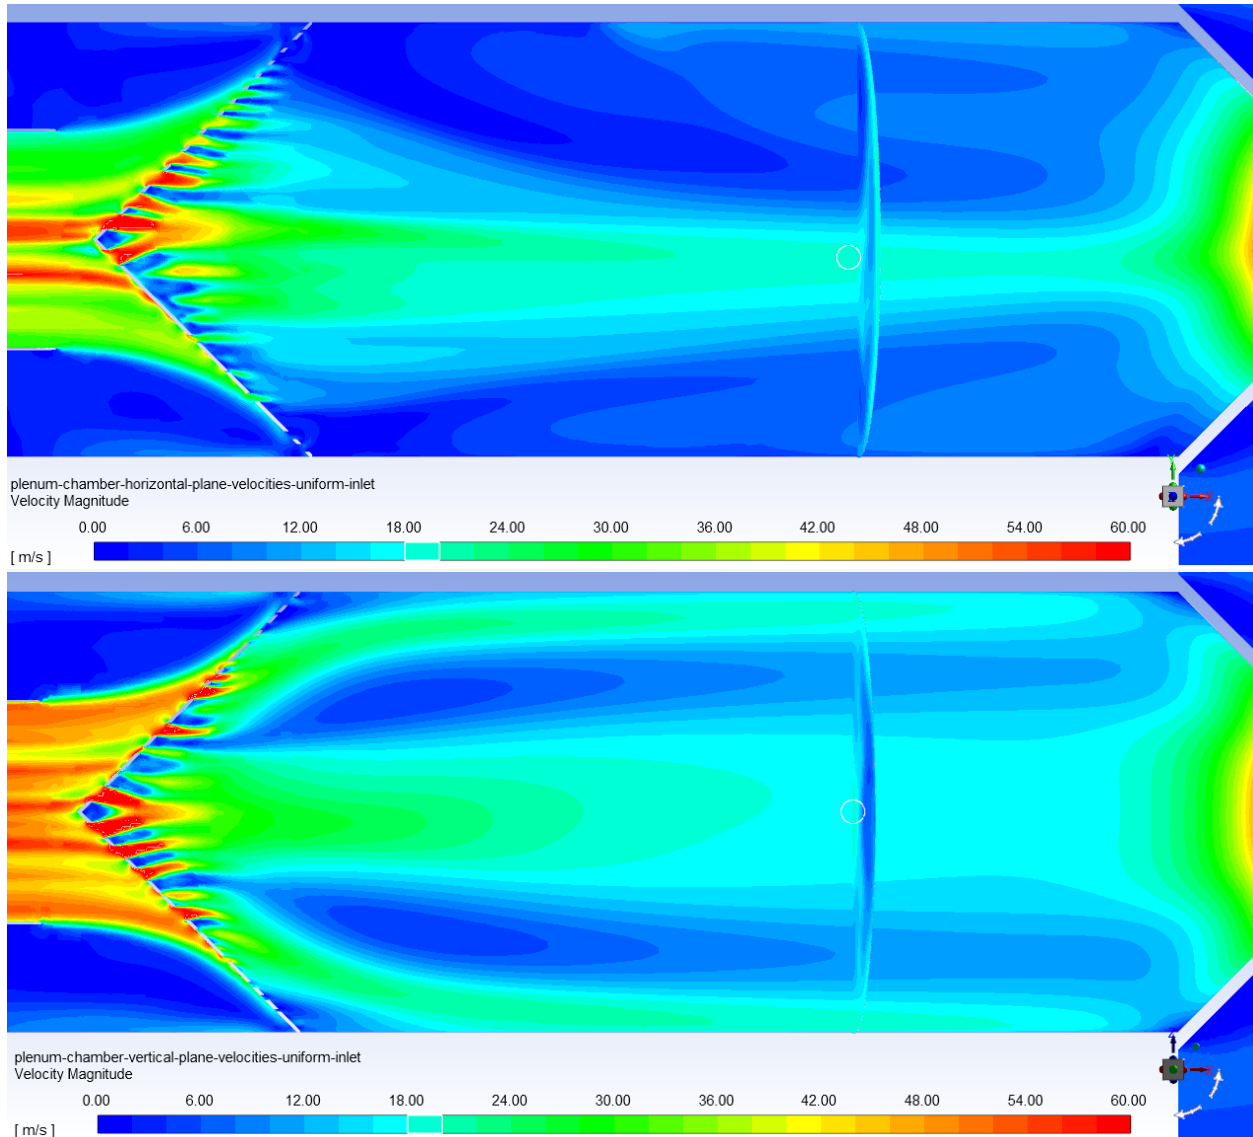 plenum-chamber-horizontal-plane-velocities-uniform-inlet
Velocity Magnitude
0.00 6.00 12.00 18.00 24.00 30.00 36.00 42.00 48.00 54.00 60.00
[ m/s ]
plenum-chamber-vertical-plane-velocities-uniform-inlet
Velocity Magnitude
0.00 6.00 12.00 18.00 24.00 30.00 36.00 42.00 48.00 54.00 60.00
[ m/s ]